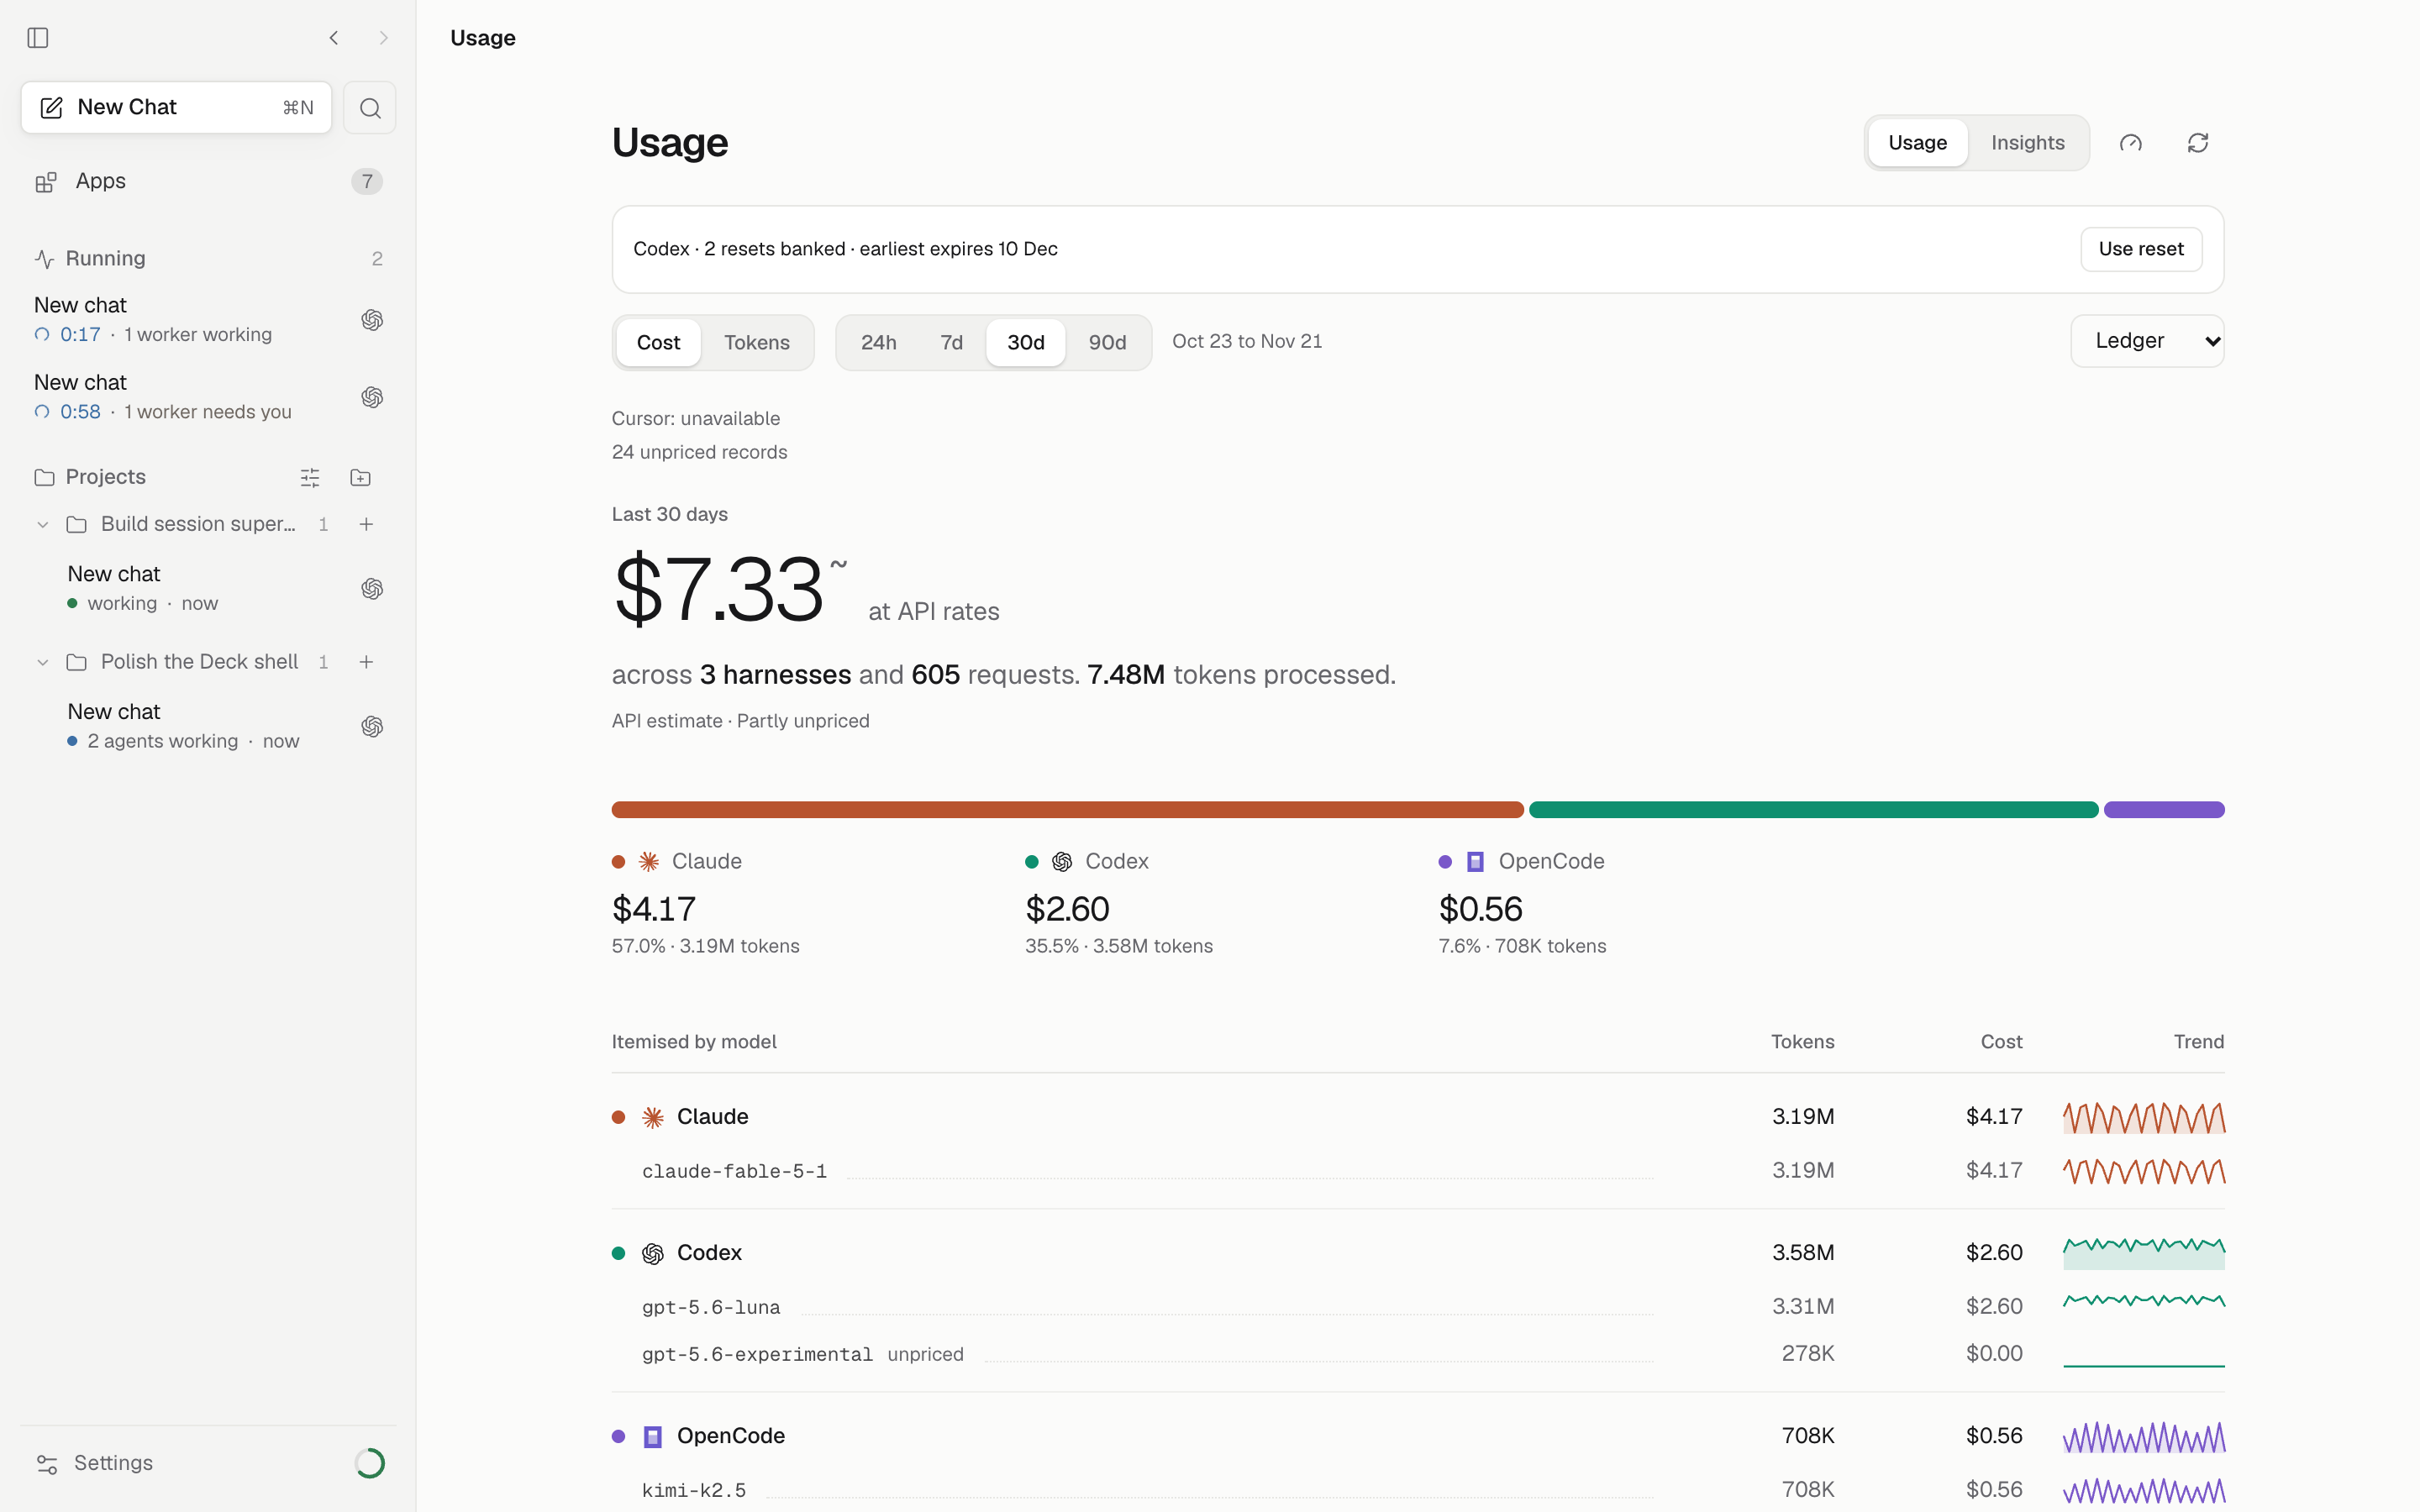 Usage
New Chat ⌘N
Apps 7
Running 2
New chat
0:17 · 1 worker working
New chat
0:58 · 1 worker needs you
Projects
Build session super... 1
New chat
working · now
Polish the Deck shell 1
New chat
2 agents working · now
Settings
Usage
Usage Insights
Codex · 2 resets banked · earliest expires 10 Dec
Use reset
Cost Tokens 24h 7d 30d 90d Oct 23 to Nov 21 Ledger
Cursor: unavailable
24 unpriced records
Last 30 days
$7.33~ at API rates
across 3 harnesses and 605 requests. 7.48M tokens processed.
API estimate · Partly unpriced
Claude Codex OpenCode
$4.17 $2.60 $0.56
57.0% · 3.19M tokens 35.5% · 3.58M tokens 7.6% · 708K tokens
Itemised by model Tokens Cost Trend
Claude 3.19M $4.17
claude-fable-5-1 3.19M $4.17
Codex 3.58M $2.60
gpt-5.6-luna 3.31M $2.60
gpt-5.6-experimental unpriced 278K $0.00
OpenCode 708K $0.56
kimi-k2.5 708K $0.56